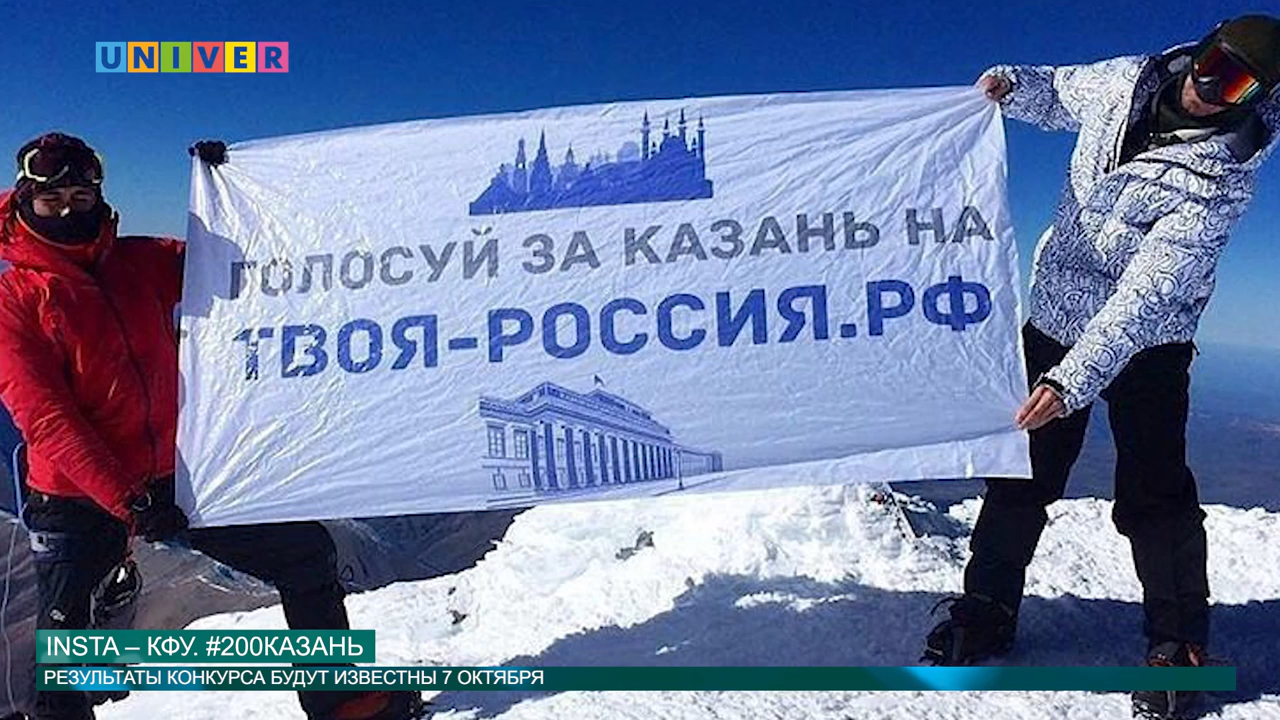 UNIVER
ГОЛОСУЙ ЗА КАЗАНЬ НА
ТВОЯ-РОССИЯ.РФ
INSTA – КФУ. #200КАЗАНЬ
РЕЗУЛЬТАТЫ КОНКУРСА БУДУТ ИЗВЕСТНЫ 7 ОКТЯБРЯ